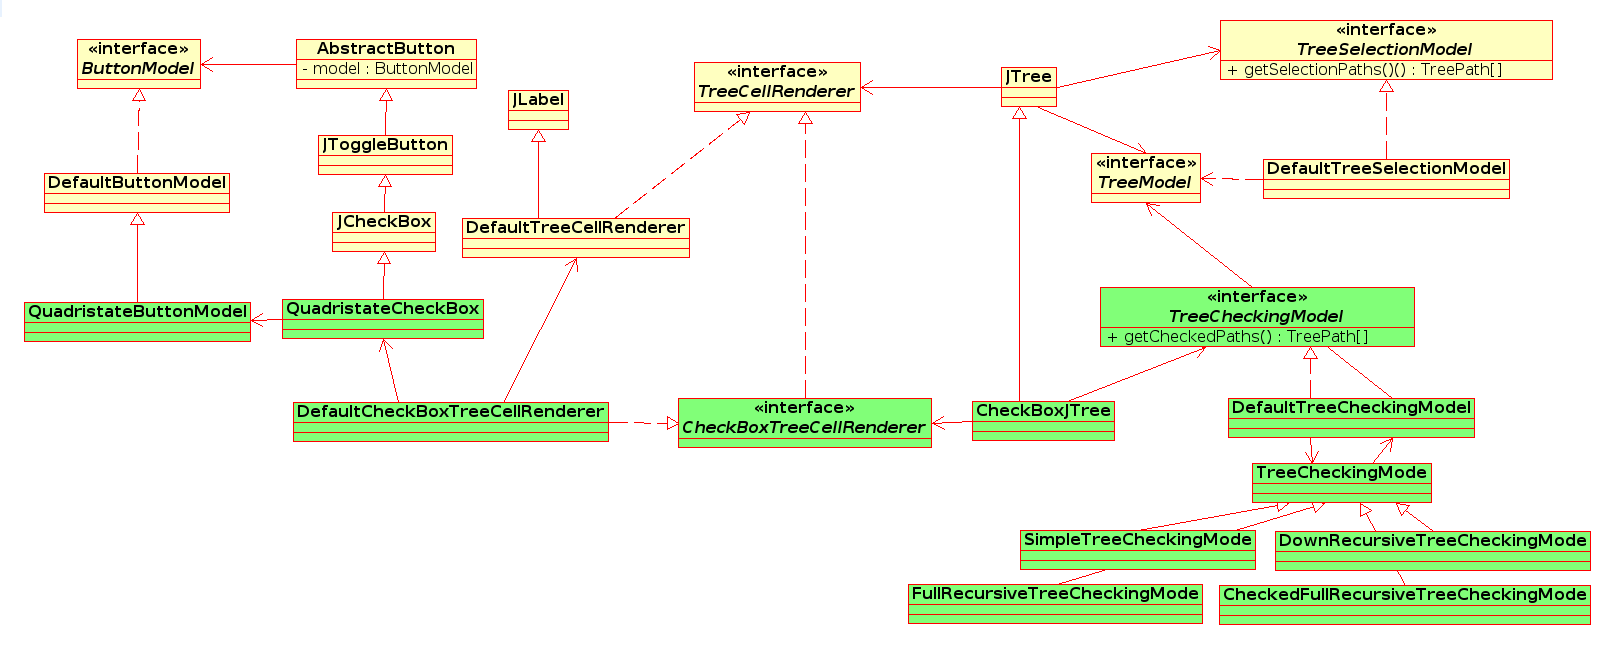 «interface»
ButtonModel
AbstractButton
- model : ButtonModel
«interface»
TreeCellRenderer
JTree
«interface»
TreeSelectionModel
+ getSelectionPaths()() : TreePath[]
JLabel
JToggleButton
«interface»
TreeModel
DefaultTreeSelectionModel
DefaultButtonModel
JCheckBox
DefaultTreeCellRenderer
QuadristateButtonModel
QuadristateCheckBox
«interface»
TreeCheckingModel
+ getCheckedPaths() : TreePath[]
DefaultCheckBoxTreeCellRenderer
«interface»
CheckBoxTreeCellRenderer
CheckBoxJTree
DefaultTreeCheckingModel
TreeCheckingMode
SimpleTreeCheckingMode
DownRecursiveTreeCheckingMode
FullRecursiveTreeCheckingMode
CheckedFullRecursiveTreeCheckingMode